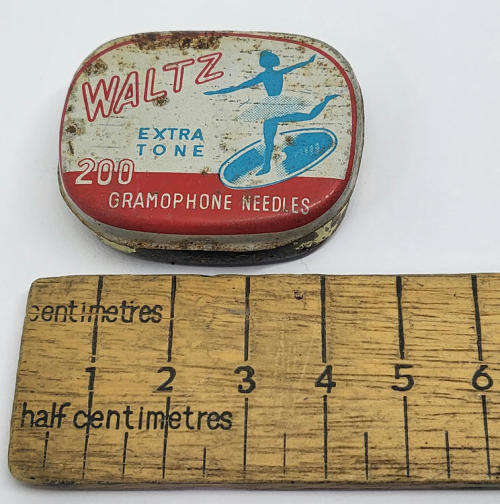 WALTZ
EXTRA
TONE
200
GRAMOPHONE NEEDLES
centimetres
1 2 3 4 5 6
half centimetres